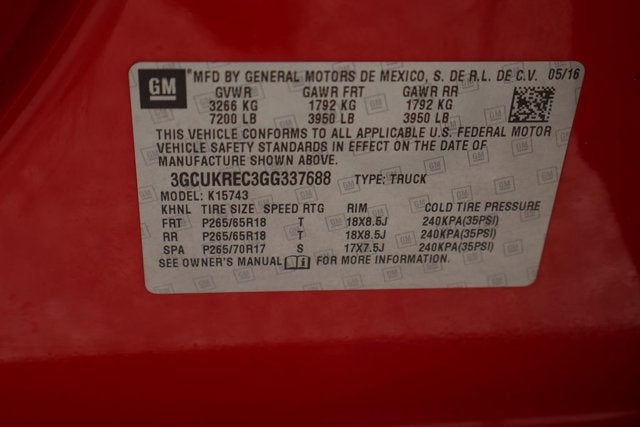 GM *MFD BY GENERAL MOTORS DE MEXICO, S. DE R.L. DE C.V. 05/16
GVWR GAWR FRT GAWR RR
3266 KG 1792 KG 1792 KG
7200 LB 3950 LB 3950 LB
THIS VEHICLE CONFORMS TO ALL APPLICABLE U.S. FEDERAL MOTOR
VEHICLE SAFETY STANDARDS IN EFFECT ON THE DATE OF
MANUFACTURE SHOWN ABOVE.
3GCUKREC3GG337688 TYPE: TRUCK
MODEL: K15743
KHNL TIRE SIZE SPEED RTG RIM COLD TIRE PRESSURE
FRT P265/65R18 T 18X8.5J 240KPA(35PSI)
RR P265/65R18 T 18X8.5J 240KPA(35PSI)
SPA P265/70R17 S 17X7.5J 240KPA(35PSI)
SEE OWNER'S MANUAL FOR MORE INFORMATION.